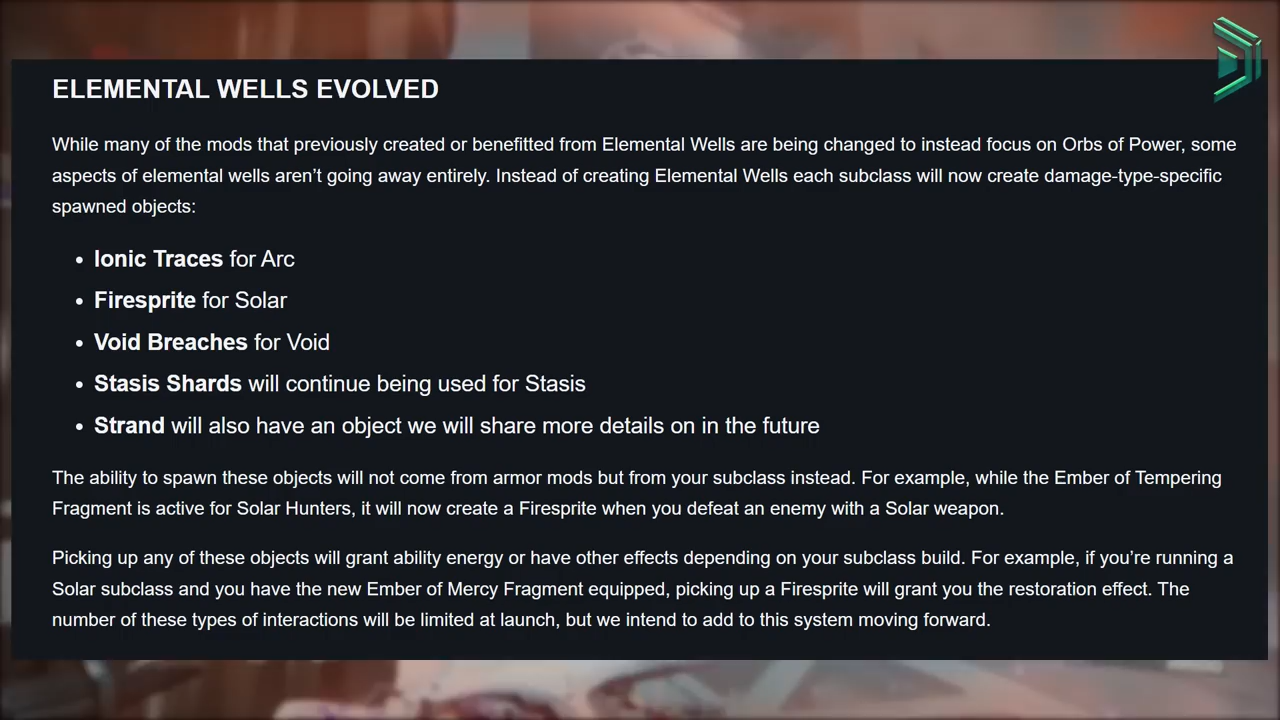 ELEMENTAL WELLS EVOLVED
While many of the mods that previously created or benefitted from Elemental Wells are being changed to instead focus on Orbs of Power, some
aspects of elemental wells aren’t going away entirely. Instead of creating Elemental Wells each subclass will now create damage-type-specific
spawned objects:
• Ionic Traces for Arc
• Firesprite for Solar
• Void Breaches for Void
• Stasis Shards will continue being used for Stasis
• Strand will also have an object we will share more details on in the future
The ability to spawn these objects will not come from armor mods but from your subclass instead. For example, while the Ember of Tempering
Fragment is active for Solar Hunters, it will now create a Firesprite when you defeat an enemy with a Solar weapon.
Picking up any of these objects will grant ability energy or have other effects depending on your subclass build. For example, if you’re running a
Solar subclass and you have the new Ember of Mercy Fragment equipped, picking up a Firesprite will grant you the restoration effect. The
number of these types of interactions will be limited at launch, but we intend to add to this system moving forward.